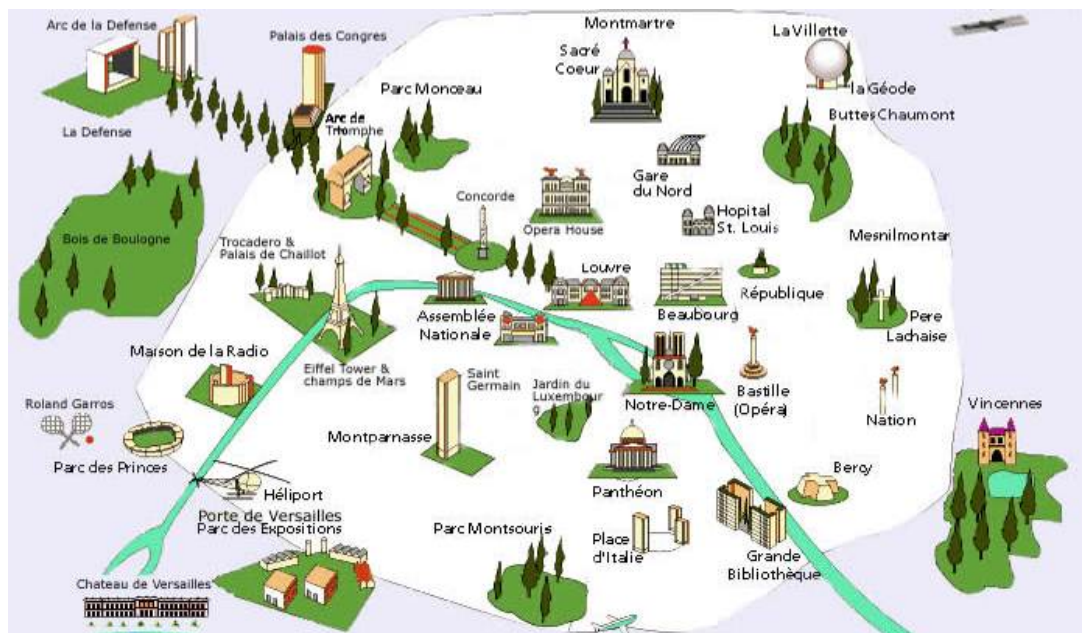 Arc de la Defense
Palais des Congres
Montmartre
La Villette
Sacré
Coeur
la Géode
Parc Monceau
Buttes Chaumont
La Defense
Arc de
Triomphe
Gare
du Nord
Concorde
Opera House
Hopital
St. Louis
Bois de Boulogne
Trocadero &
Palais de Chaillot
Mesnilmontar
Louvre
République
Assemblée
Nationale
Beaubourg
Pere
Lachaise
Maison de la Radio
Eiffel Tower &
champs de Mars
Saint
Germain
Jardin du
Luxembour
g
Notre-Dame
Bastille
(Opéra)
Nation
Vincennes
Roland Garros
Montparnasse
Parc des Princes
Bercy
Panthéon
Héliport
Porte de Versailles
Parc des Expositions
Parc Montsouris
Place
d'Italie
Grande
Bibliothèque
Chateau de Versailles